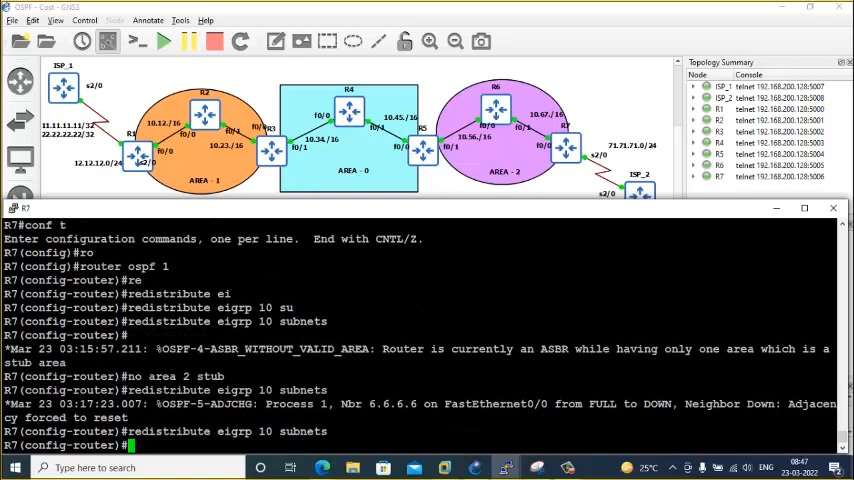 OSPF - Cost - GNS3
File Edit View Control Node Annotate Tools Help
Topology Summary
Node Console
ISP_1 telnet 192.168.200.128:5007
ISP_2 telnet 192.168.200.128:5008
R1 telnet 192.168.200.128:5000
R2 telnet 192.168.200.128:5001
R3 telnet 192.168.200.128:5002
R4 telnet 192.168.200.128:5003
R5 telnet 192.168.200.128:5004
R6 telnet 192.168.200.128:5005
R7 telnet 192.168.200.128:5006
ISP_1
s2/0
11.11.11.11/32
22.22.22.22/32
12.12.12.0/24
R1
s2/0
f0/0
10.12./16
R2
f0/0
f0/1
10.23./16
AREA - 1
f0/0
R3
f0/1
10.34./16
R4
f0/0
f0/1
10.45./16
AREA - 0
f0/0
R5
f0/1
10.56./16
R6
f0/0
f0/1
10.67./16
AREA - 2
f0/0
R7
s2/0
71.71.71.0/24
ISP_2
s2/0
R7
R7#conf t
Enter configuration commands, one per line. End with CNTL/Z.
R7(config)#ro
R7(config)#router ospf 1
R7(config-router)#re
R7(config-router)#redistribute ei
R7(config-router)#redistribute eigrp 10 su
R7(config-router)#redistribute eigrp 10 subnets
R7(config-router)#
*Mar 23 03:15:57.211: %OSPF-4-ASBR_WITHOUT_VALID_AREA: Router is currently an ASBR while having only one area which is a
stub area
R7(config-router)#no area 2 stub
R7(config-router)#redistribute eigrp 10 subnets
*Mar 23 03:17:23.007: %OSPF-5-ADJCHG: Process 1, Nbr 6.6.6.6 on FastEthernet0/0 from FULL to DOWN, Neighbor Down: Adjacen
cy forced to reset
R7(config-router)#redistribute eigrp 10 subnets
R7(config-router)#
Type here to search
25°C
ENG
08:47
23-03-2022
2